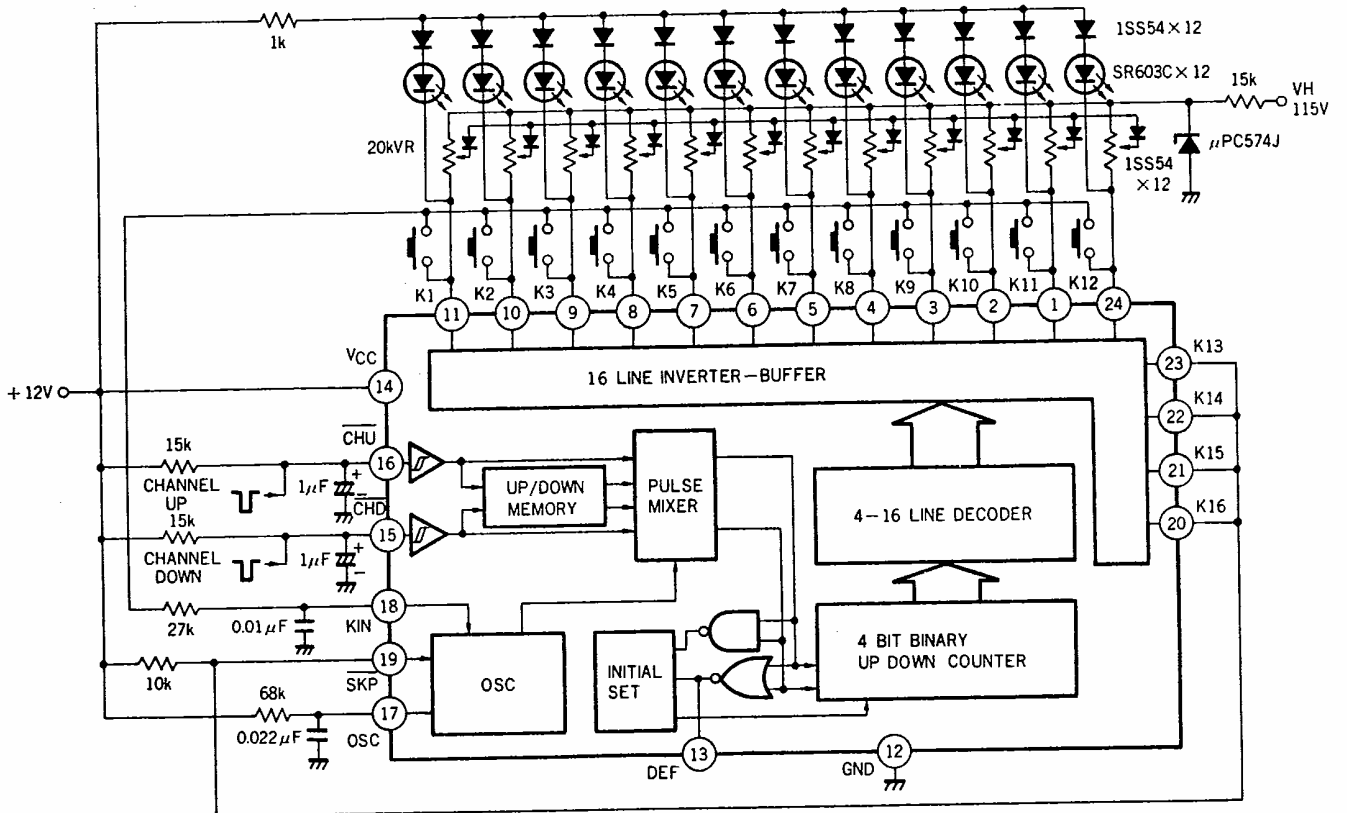 1k
1SS54×12
SR603C×12
15k
VH
115V
20kVR
1SS54
×12
μPC574J
K1
K2
K3
K4
K5
K6
K7
K8
K9
K10
K11
K12
11
10
9
8
7
6
5
4
3
2
1
24
VCC
14
+12V
16 LINE INVERTER-BUFFER
23
K13
22
K14
21
K15
20
K16
15k
CHANNEL
UP
1μF
+
-
CHU
16
CHD
15k
CHANNEL
DOWN
1μF
+
-
15
UP/DOWN
MEMORY
PULSE
MIXER
4-16 LINE DECODER
27k
0.01μF
18
KIN
10k
19
SKP
68k
0.022μF
17
OSC
OSC
INITIAL
SET
4 BIT BINARY
UP DOWN COUNTER
13
DEF
12
GND